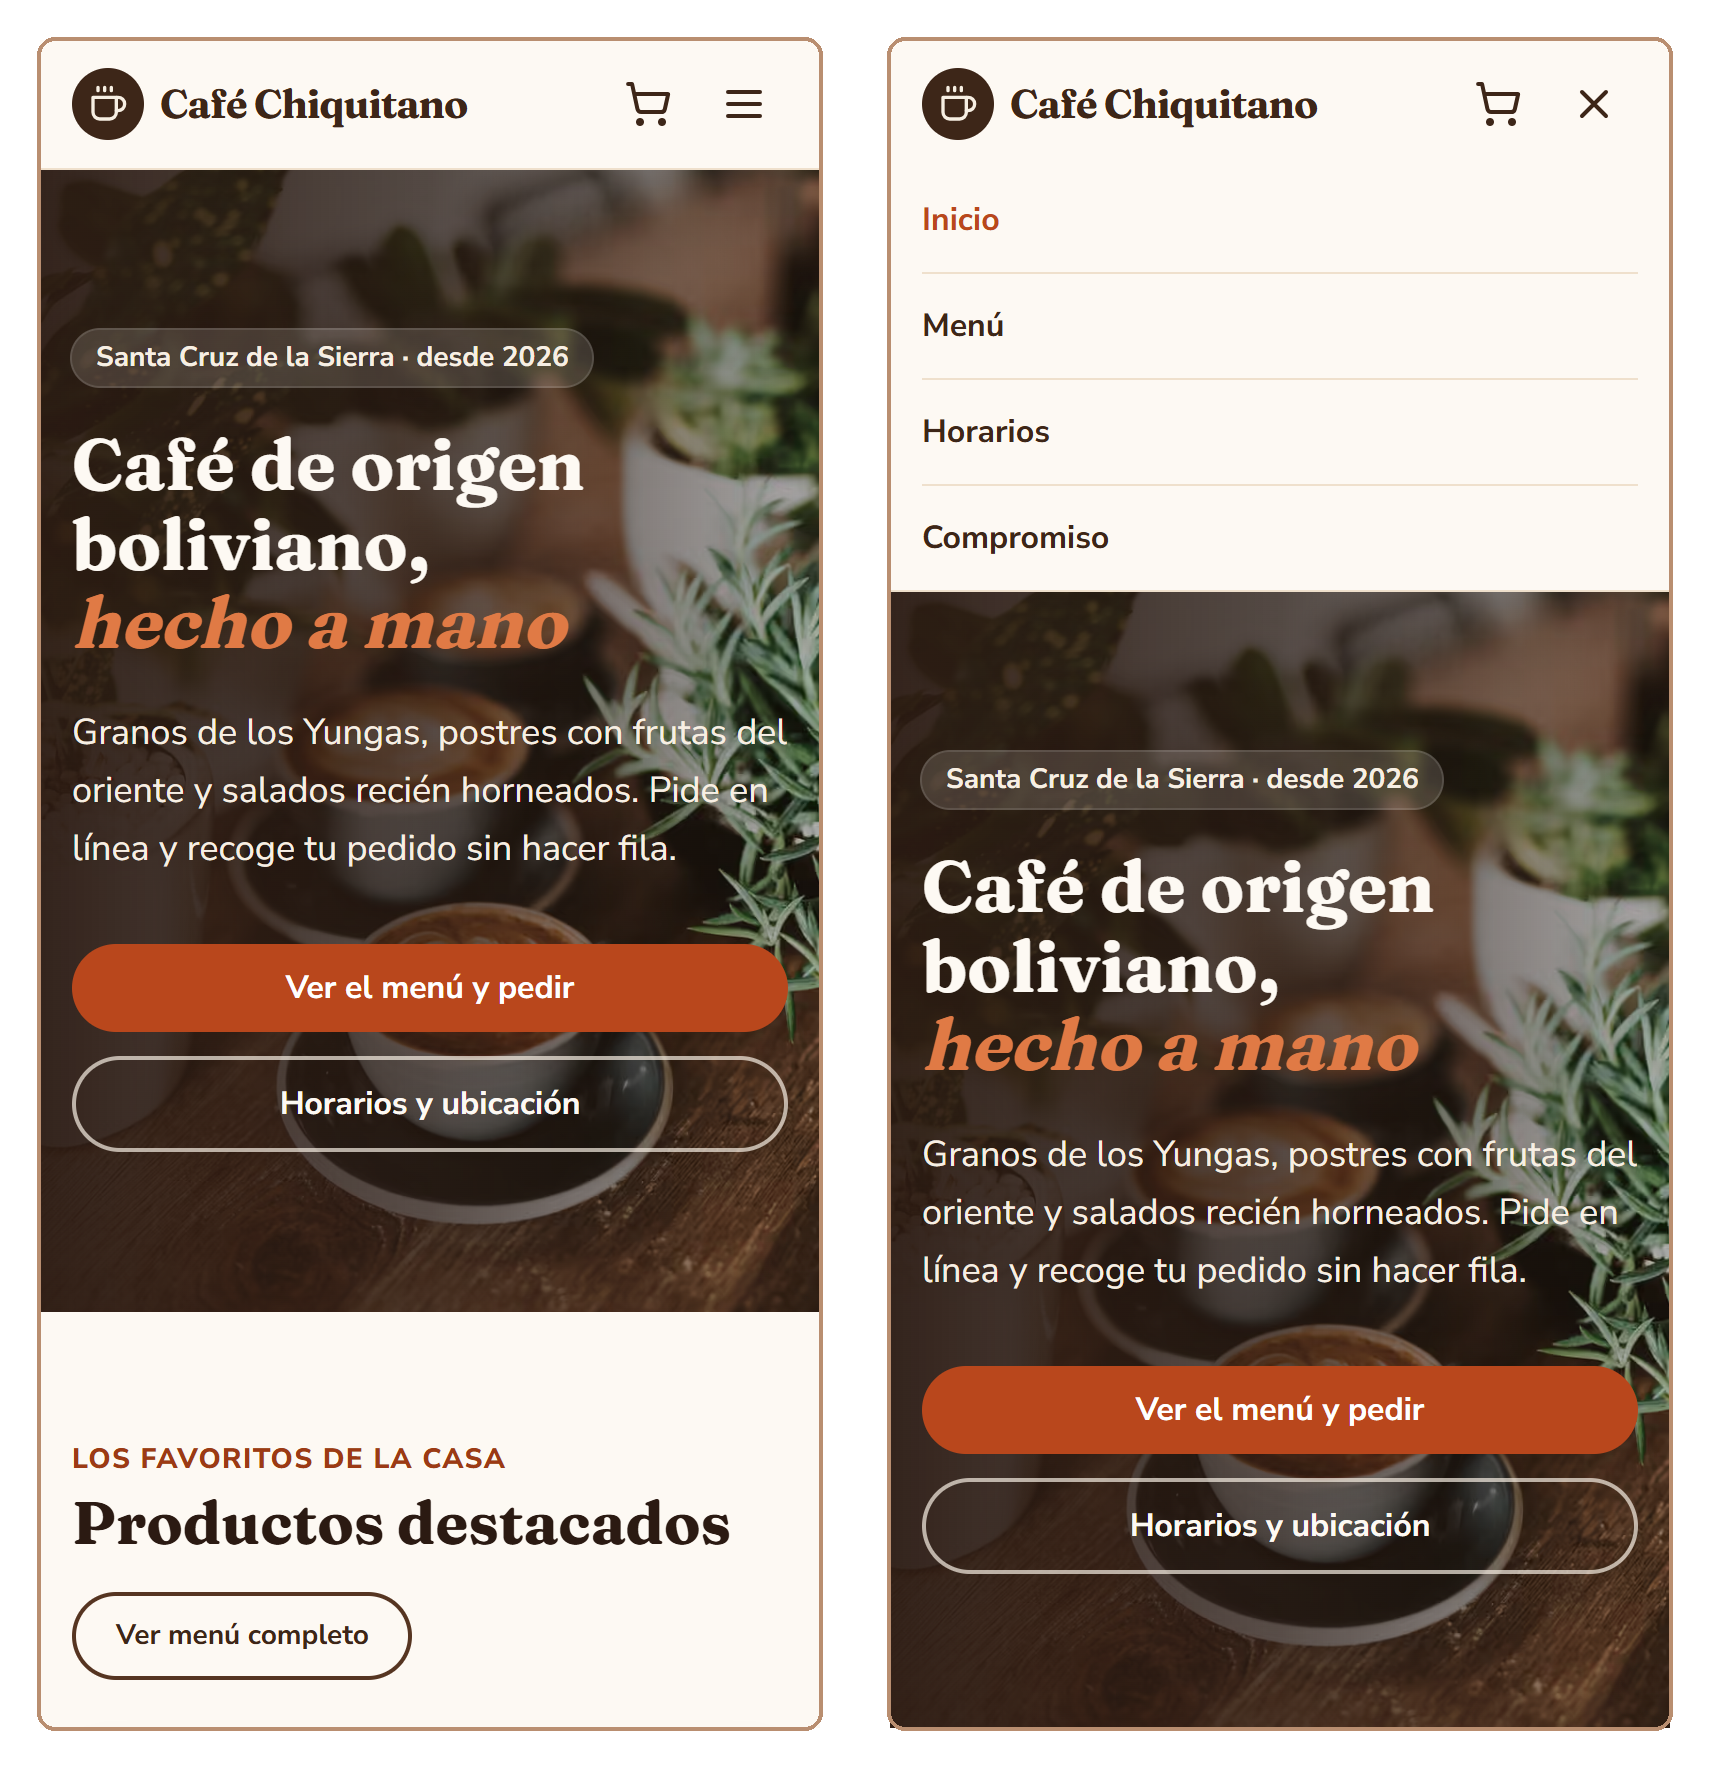 Café Chiquitano
Santa Cruz de la Sierra · desde 2026
Café de origen
boliviano,
hecho a mano
Granos de los Yungas, postres con frutas del
oriente y salados recién horneados. Pide en
línea y recoge tu pedido sin hacer fila.
Ver el menú y pedir
Horarios y ubicación
LOS FAVORITOS DE LA CASA
Productos destacados
Ver menú completo
Café Chiquitano
Inicio
Menú
Horarios
Compromiso
Santa Cruz de la Sierra · desde 2026
Café de origen
boliviano,
hecho a mano
Granos de los Yungas, postres con frutas del
oriente y salados recién horneados. Pide en
línea y recoge tu pedido sin hacer fila.
Ver el menú y pedir
Horarios y ubicación